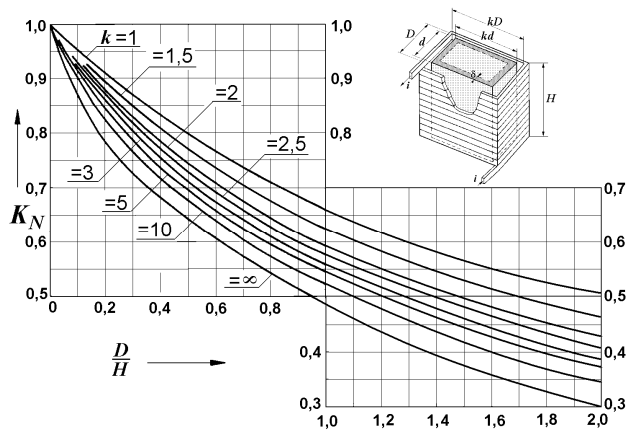 1,0
k=1
=1,5
0,9
0,9
=2
0,8
0,8
=2,5
=3
0,7
0,7
K_N
=5
0,6
0,6
=10
=∞
0,5
0,5
0 0,2 0,4 0,6 0,8
D
H
0,4
0,4
0,3
0,3
1,0 1,2 1,4 1,6 1,8 2,0
kD
kd
D
d
δ
i
H
i